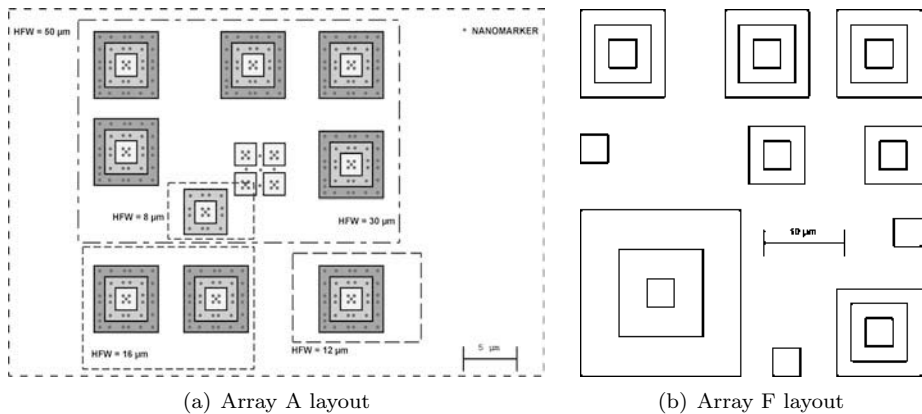 HFW = 50 µm
* NANOMARKER
HFW = 8 µm
HFW = 30 µm
HFW = 16 µm
HFW = 12 µm
5 µm
10 µm
(a) Array A layout
(b) Array F layout